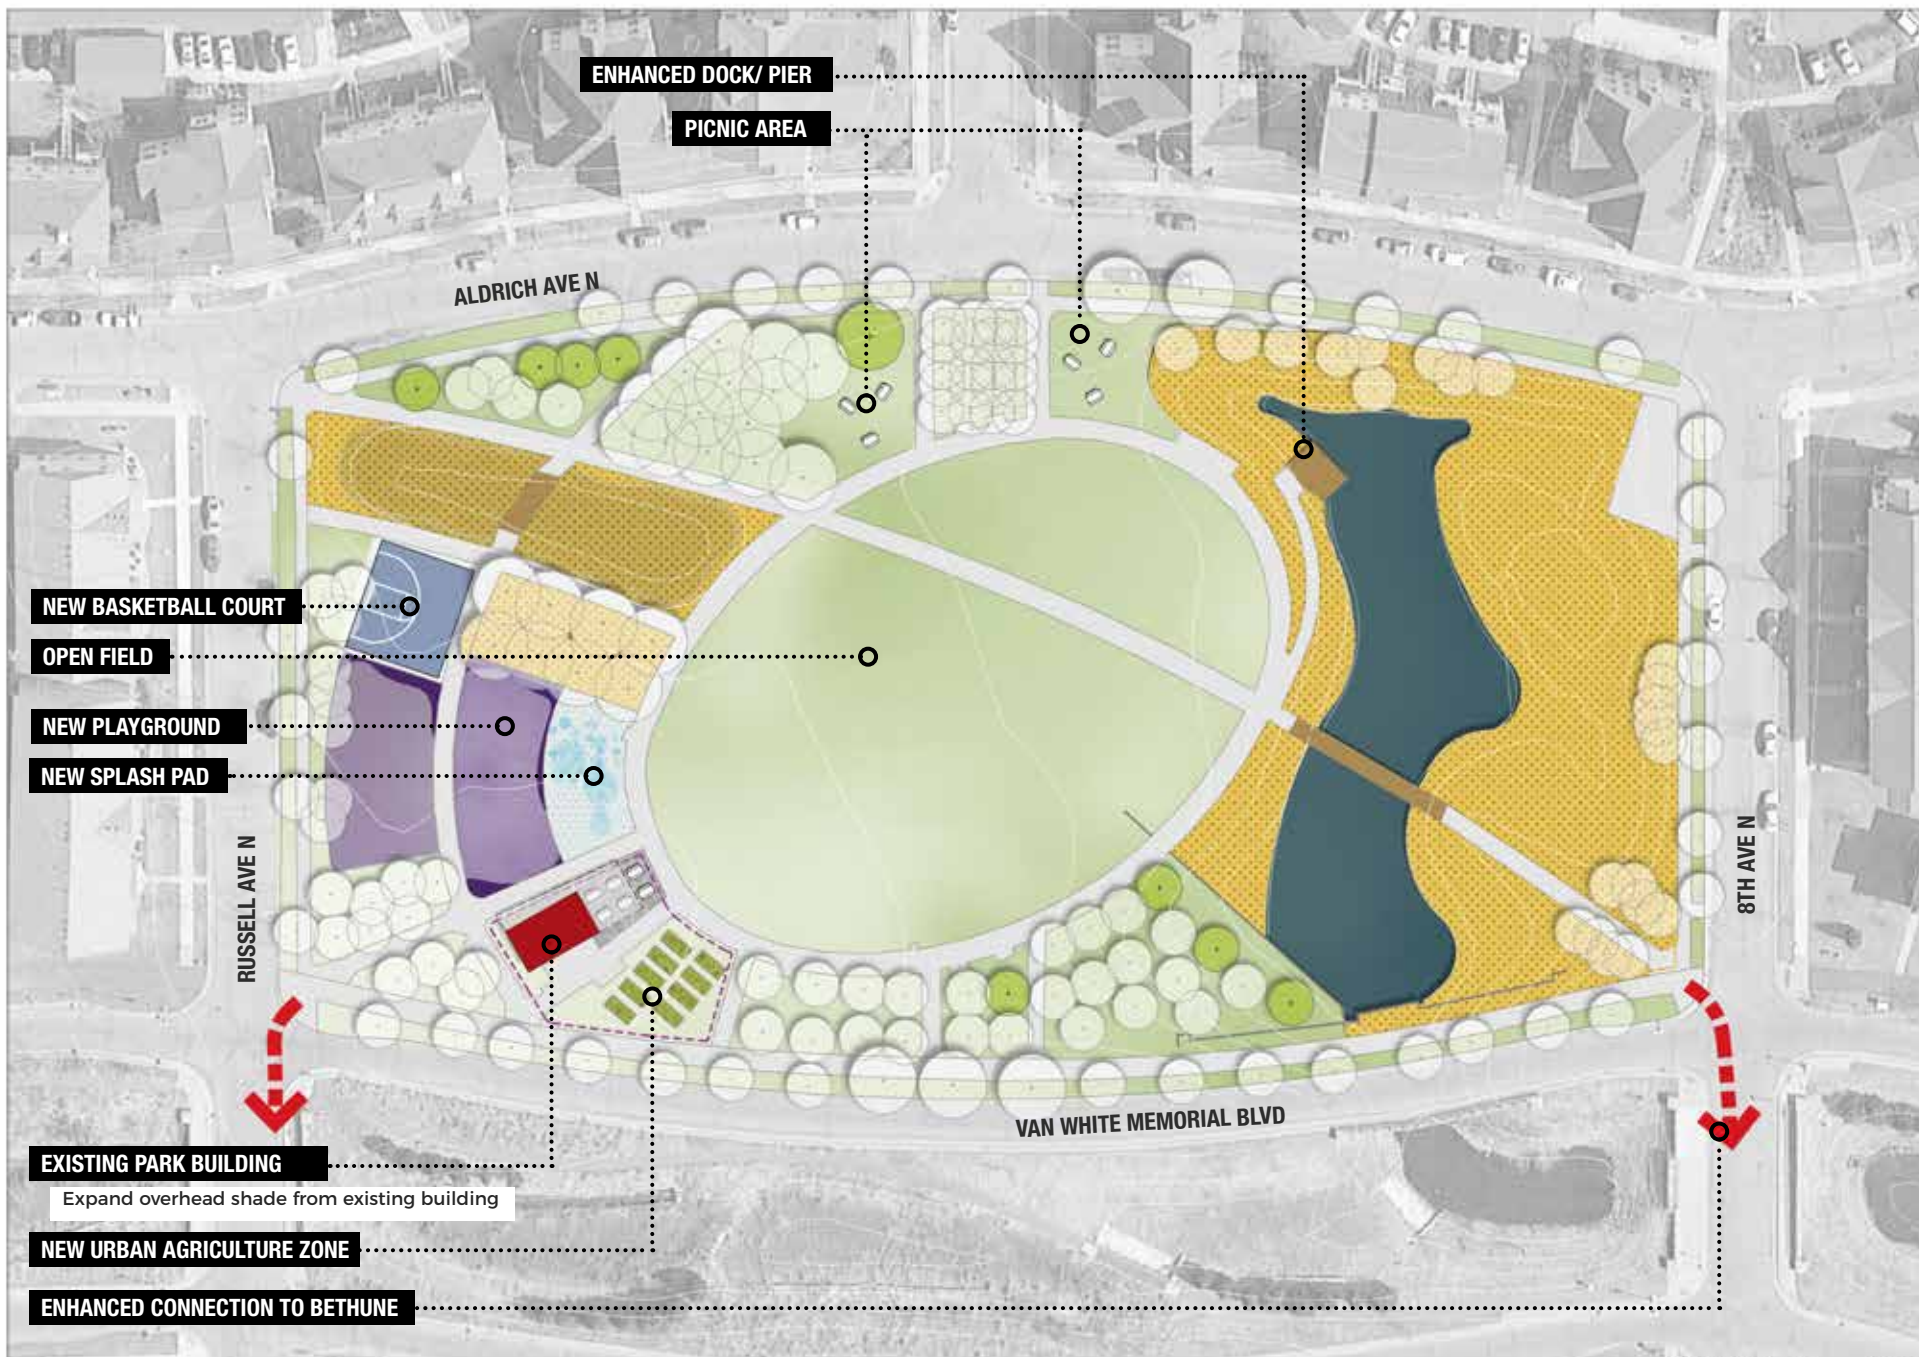 ENHANCED DOCK/ PIER
PICNIC AREA
ALDRICH AVE N
NEW BASKETBALL COURT
OPEN FIELD
NEW PLAYGROUND
NEW SPLASH PAD
RUSSELL AVE N
8TH AVE N
VAN WHITE MEMORIAL BLVD
EXISTING PARK BUILDING
Expand overhead shade from existing building
NEW URBAN AGRICULTURE ZONE
ENHANCED CONNECTION TO BETHUNE